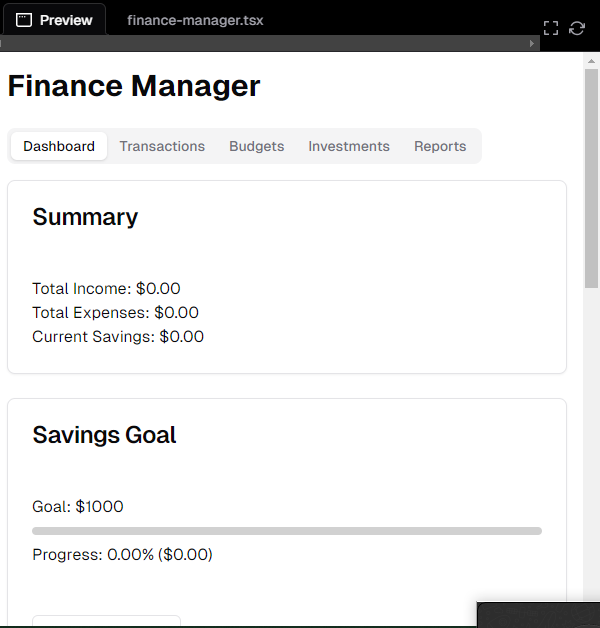 Preview finance-manager.tsx
Finance Manager
Dashboard Transactions Budgets Investments Reports
Summary
Total Income: $0.00
Total Expenses: $0.00
Current Savings: $0.00
Savings Goal
Goal: $1000
Progress: 0.00% ($0.00)